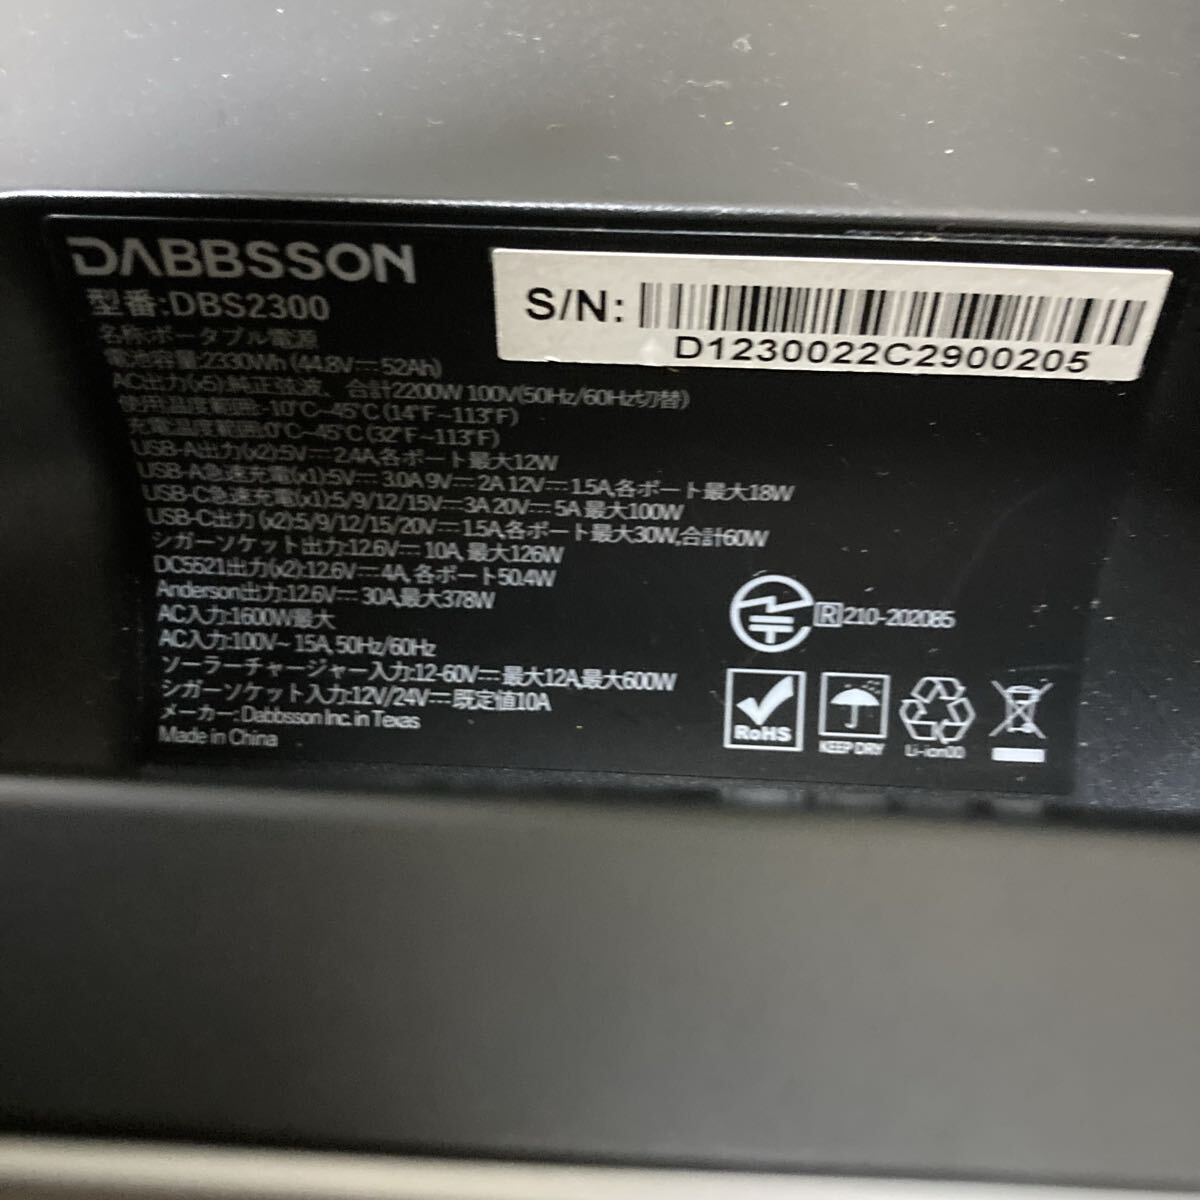 DABBSSON
型番:DBS2300
名称:ポータブル電源
電池容量:2330Wh (44.8V⎓52Ah)
AC出力(x5):純正弦波、合計2200W 100V(50Hz/60Hz切替)
使用温度範囲:-10°C~45°C (14°F~113°F)
充電温度範囲:0°C~45°C (32°F~113°F)
USB-A出力(x2):5V⎓2.4A,各ポート最大12W
USB-A急速充電(x1):5V⎓3.0A 9V⎓2A 12V⎓1.5A,各ポート最大18W
USB-C急速充電(x1):5/9/12/15V⎓3A 20V⎓5A 最大100W
USB-C出力 (x2):5/9/12/15/20V⎓1.5A,各ポート最大30W,合計60W
シガーソケット出力:12.6V⎓10A, 最大126W
DC5521出力(x2):12.6V⎓4A, 各ポート50.4W
Anderson出力:12.6V⎓30A,最大378W
AC入力:1600W最大
AC入力:100V~ 15A, 50Hz/60Hz
ソーラーチャージャー入力:12-60V⎓最大12A,最大600W
シガーソケット入力:12V/24V⎓既定値10A
メーカー: Dabbsson Inc. in Texas
Made in China
S/N:
D1230022C2900205
R 210-202085
RoHS
KEEP DRY
Li-ion00